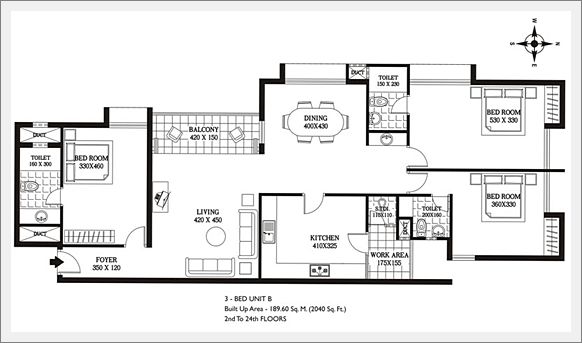 W
S
N
E
DUCT
TOILET
150 X 230
BED ROOM
530 X 330
DINING
400X430
BALCONY
420 X 150
DUCT
TOILET
160 X 300
BED ROOM
330X460
BED ROOM
360X330
LIVING
420 X 450
KITCHEN
410X325
S.TOI.
175X110
TOILET
200X160
DUCT
WORK AREA
175X155
DUCT
FOYER
350 X 120
3 - BED UNIT B
Built Up Area - 189.60 Sq. M. (2040 Sq. Ft.)
2nd To 24th FLOORS